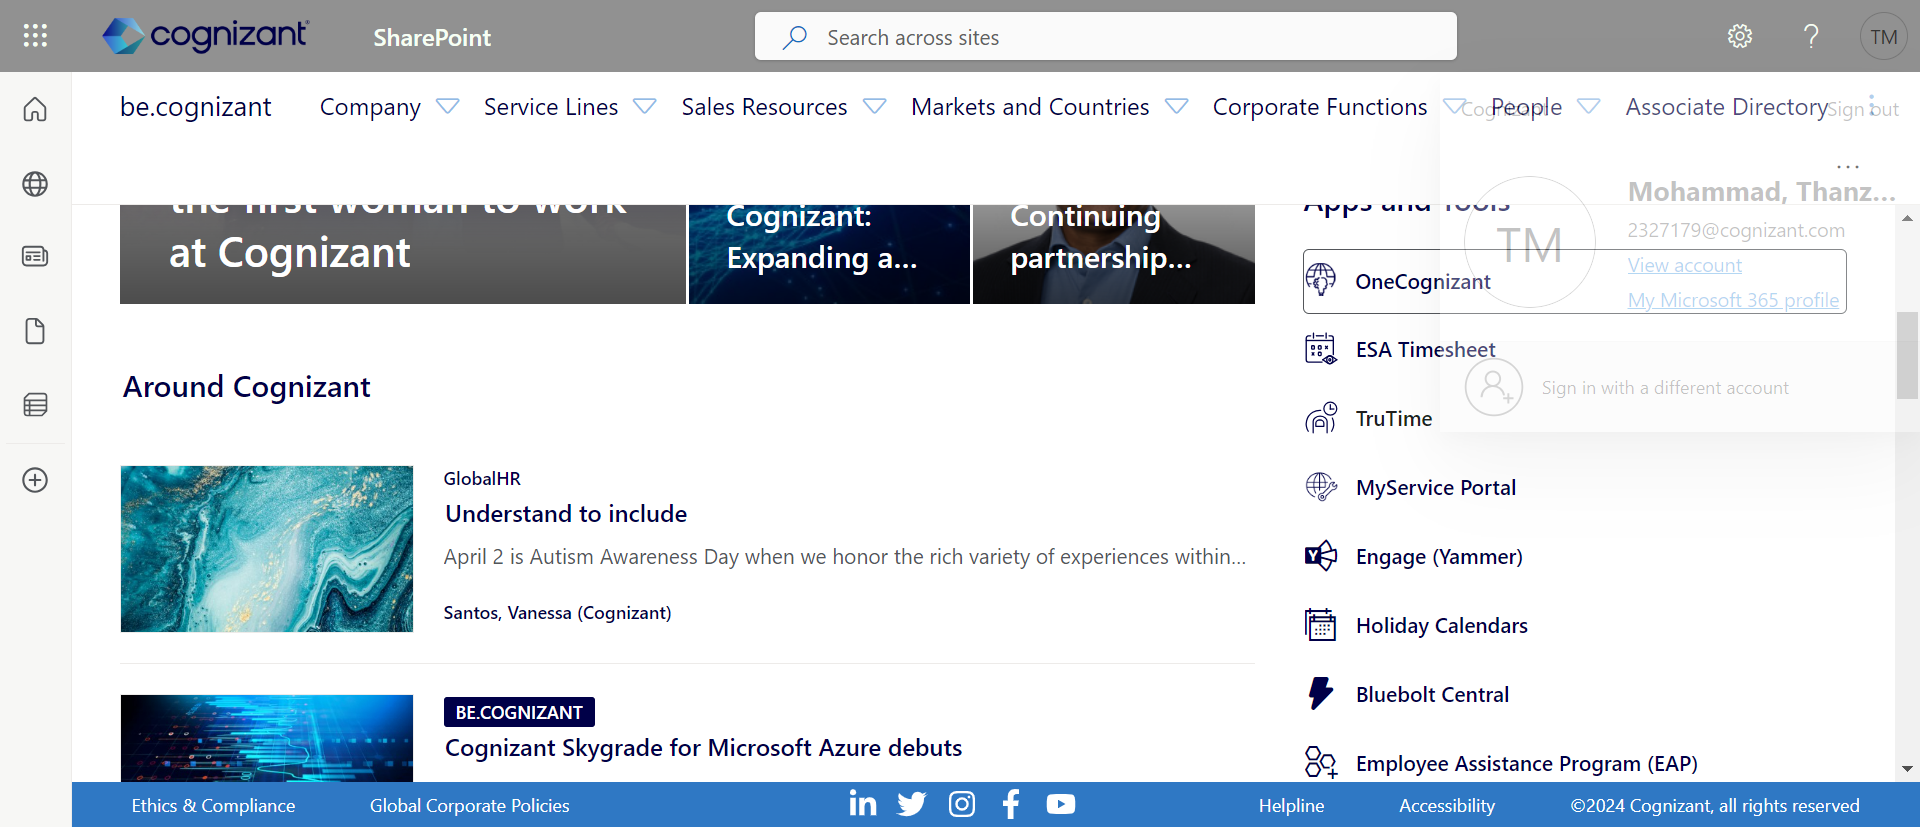 cognizant
SharePoint
Search across sites
TM
be.cognizant
Company
Service Lines
Sales Resources
Markets and Countries
Corporate Functions
People
Associate Directory
Cognizant
Sign out
...
Mohammad, Thanz...
2327179@cognizant.com
View account
My Microsoft 365 profile
TM
Sign in with a different account
the first woman to work
at Cognizant
Cognizant:
Expanding a...
Continuing
partnership...
Apps and Tools
OneCognizant
ESA Timesheet
TruTime
MyService Portal
Engage (Yammer)
Holiday Calendars
Bluebolt Central
Employee Assistance Program (EAP)
Around Cognizant
GlobalHR
Understand to include
April 2 is Autism Awareness Day when we honor the rich variety of experiences within...
Santos, Vanessa (Cognizant)
BE.COGNIZANT
Cognizant Skygrade for Microsoft Azure debuts
Ethics & Compliance
Global Corporate Policies
Helpline
Accessibility
©2024 Cognizant, all rights reserved